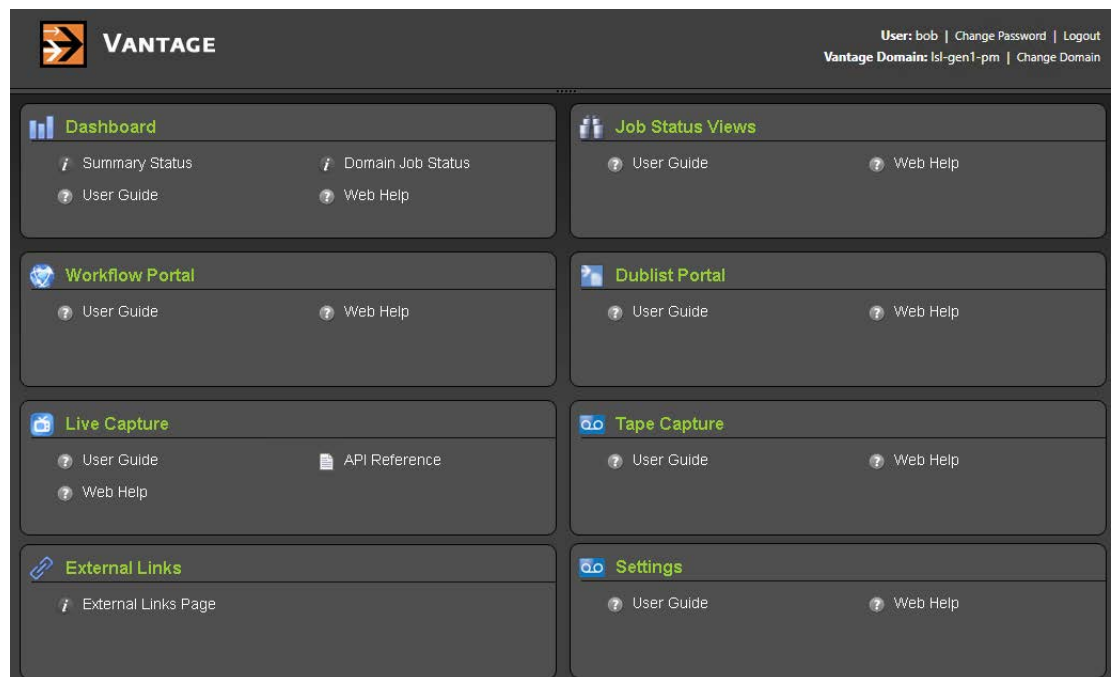 VANTAGE
User: bob | Change Password | Logout
Vantage Domain: lsl-gen1-pm | Change Domain
Dashboard
Summary Status
Domain Job Status
User Guide
Web Help
Job Status Views
User Guide
Web Help
Workflow Portal
User Guide
Web Help
Dublist Portal
User Guide
Web Help
Live Capture
User Guide
API Reference
Web Help
Tape Capture
User Guide
Web Help
External Links
External Links Page
Settings
User Guide
Web Help